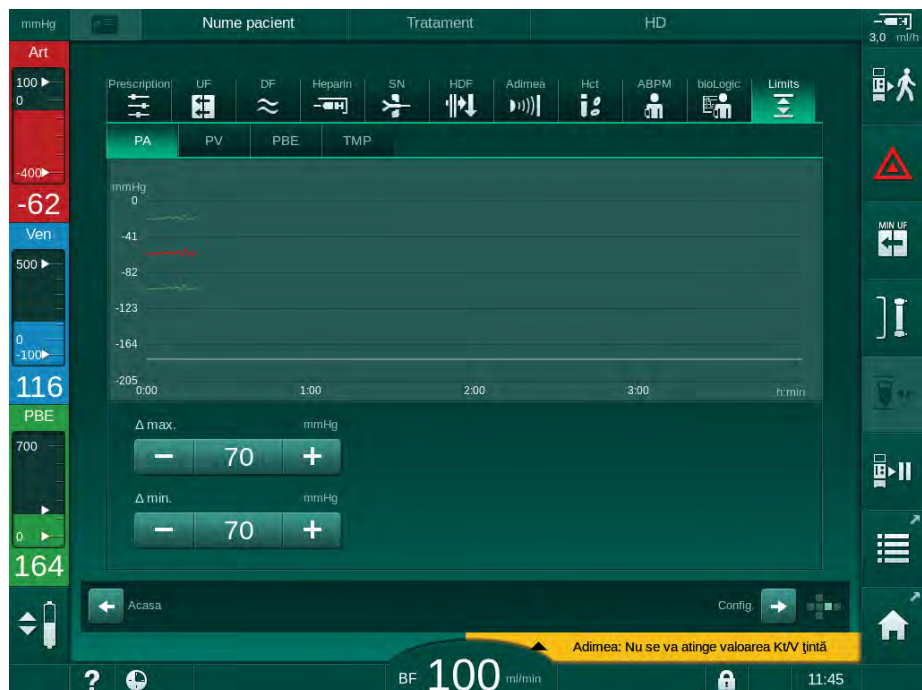 mmHg
Nume pacient
Tratament
HD
3,0 ml/h
Art
100
0
-400
-62
Ven
500
0
-100
116
PBE
700
0
164
Prescription
UF
DF
Heparin
SN
HDF
Adimea
Hct
ABPM
bioLogic
Limits
PA
PV
PBE
TMP
mmHg
0
-41
-82
-123
-164
-205
0:00
1:00
2:00
3:00
h:min
Δ max.
mmHg
− 70 +
Δ min.
mmHg
− 70 +
MIN UF
Acasa
Config.
Adimea: Nu se va atinge valoarea Kt/V țintă
?
BF 100 ml/min
11:45